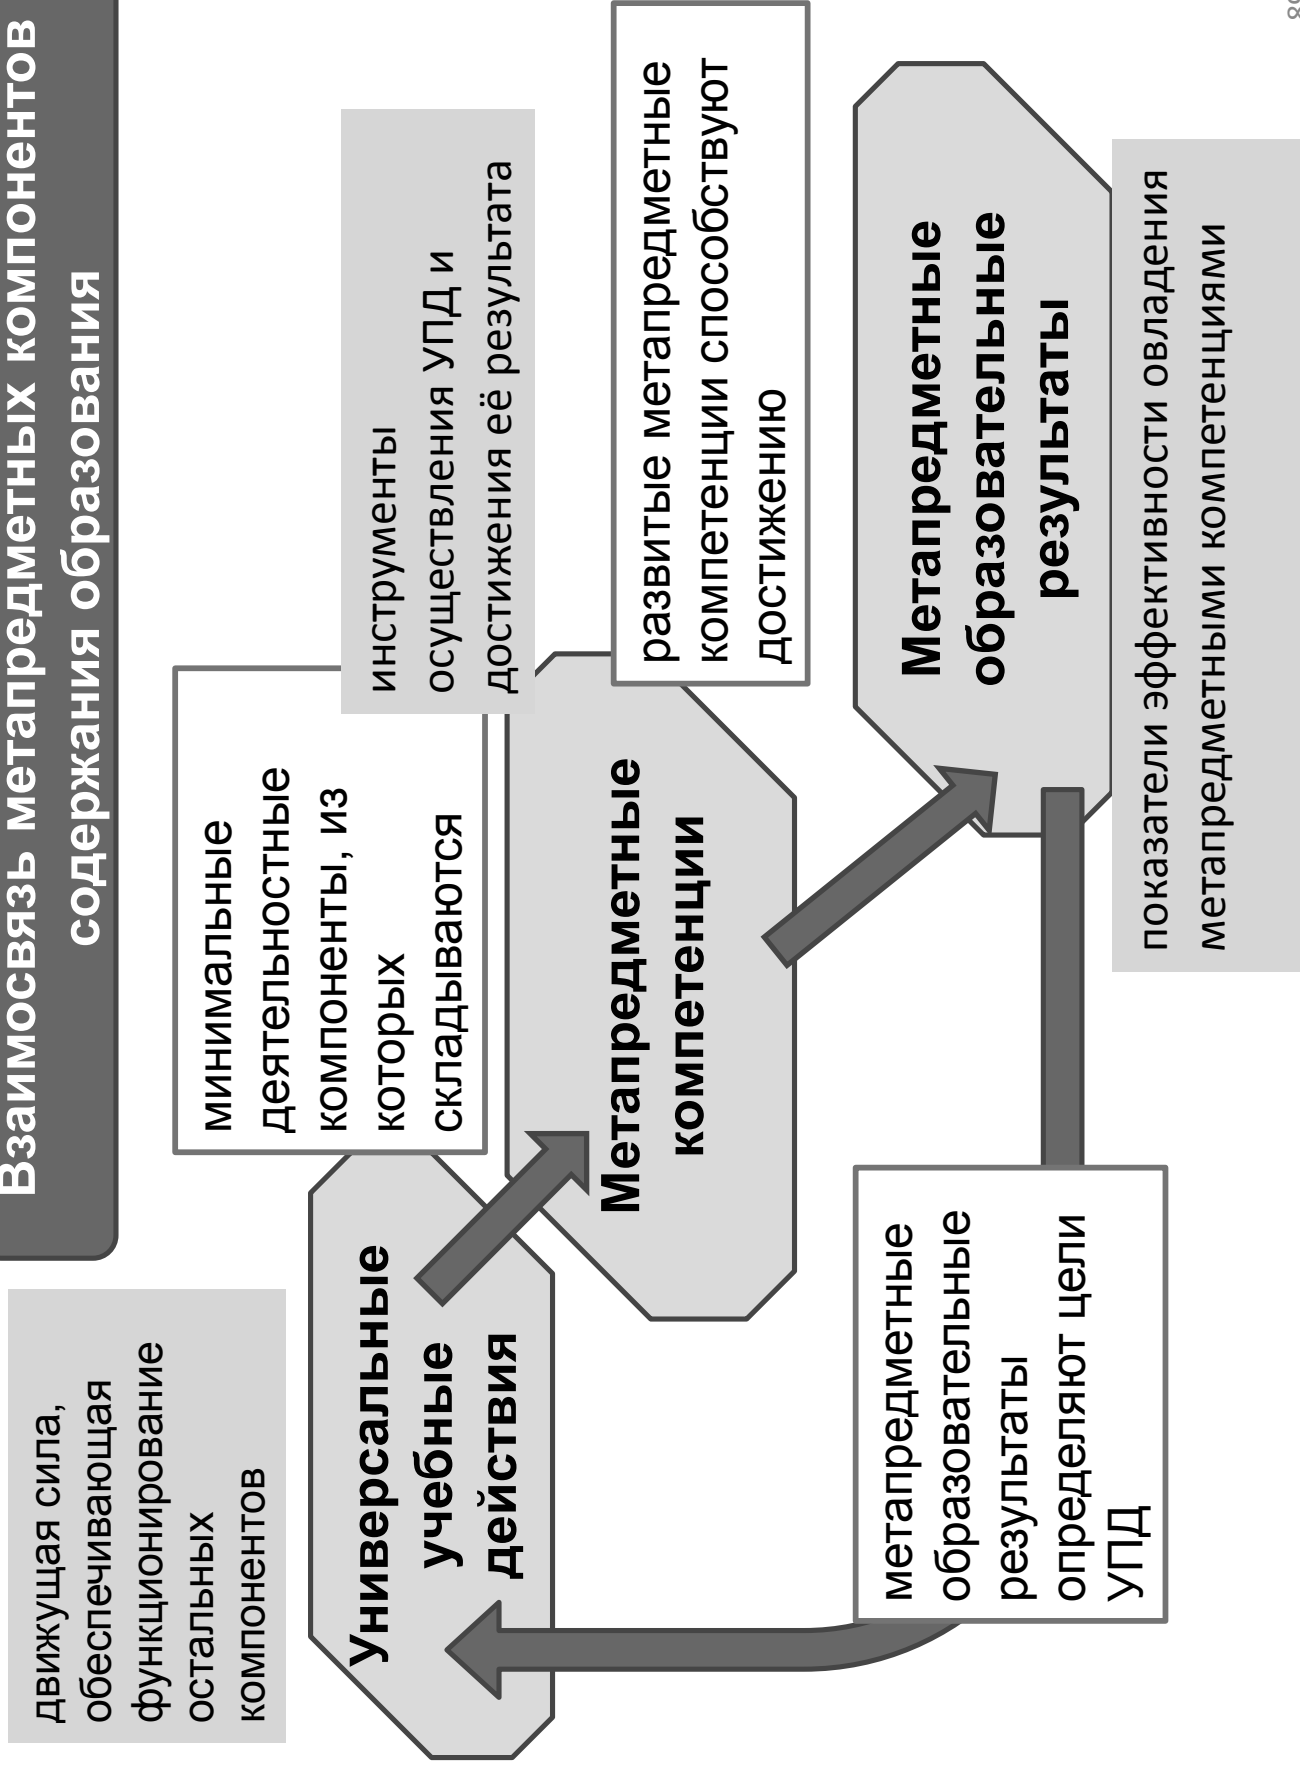 Взаимосвязь метапредметных компонентов
содержания образования
движущая сила,
обеспечивающая
функционирование
остальных
компонентов
Универсальные
учебные
действия
минимальные
деятельностные
компоненты, из
которых
складываются
инструменты
осуществления УПД и
достижения её результата
Метапредметные
компетенции
развитые метапредметные
компетенции способствуют
достижению
Метапредметные
образовательные
результаты
показатели эффективности овладения
метапредметными компетенциями
метапредметные
образовательные
результаты
определяют цели
УПД